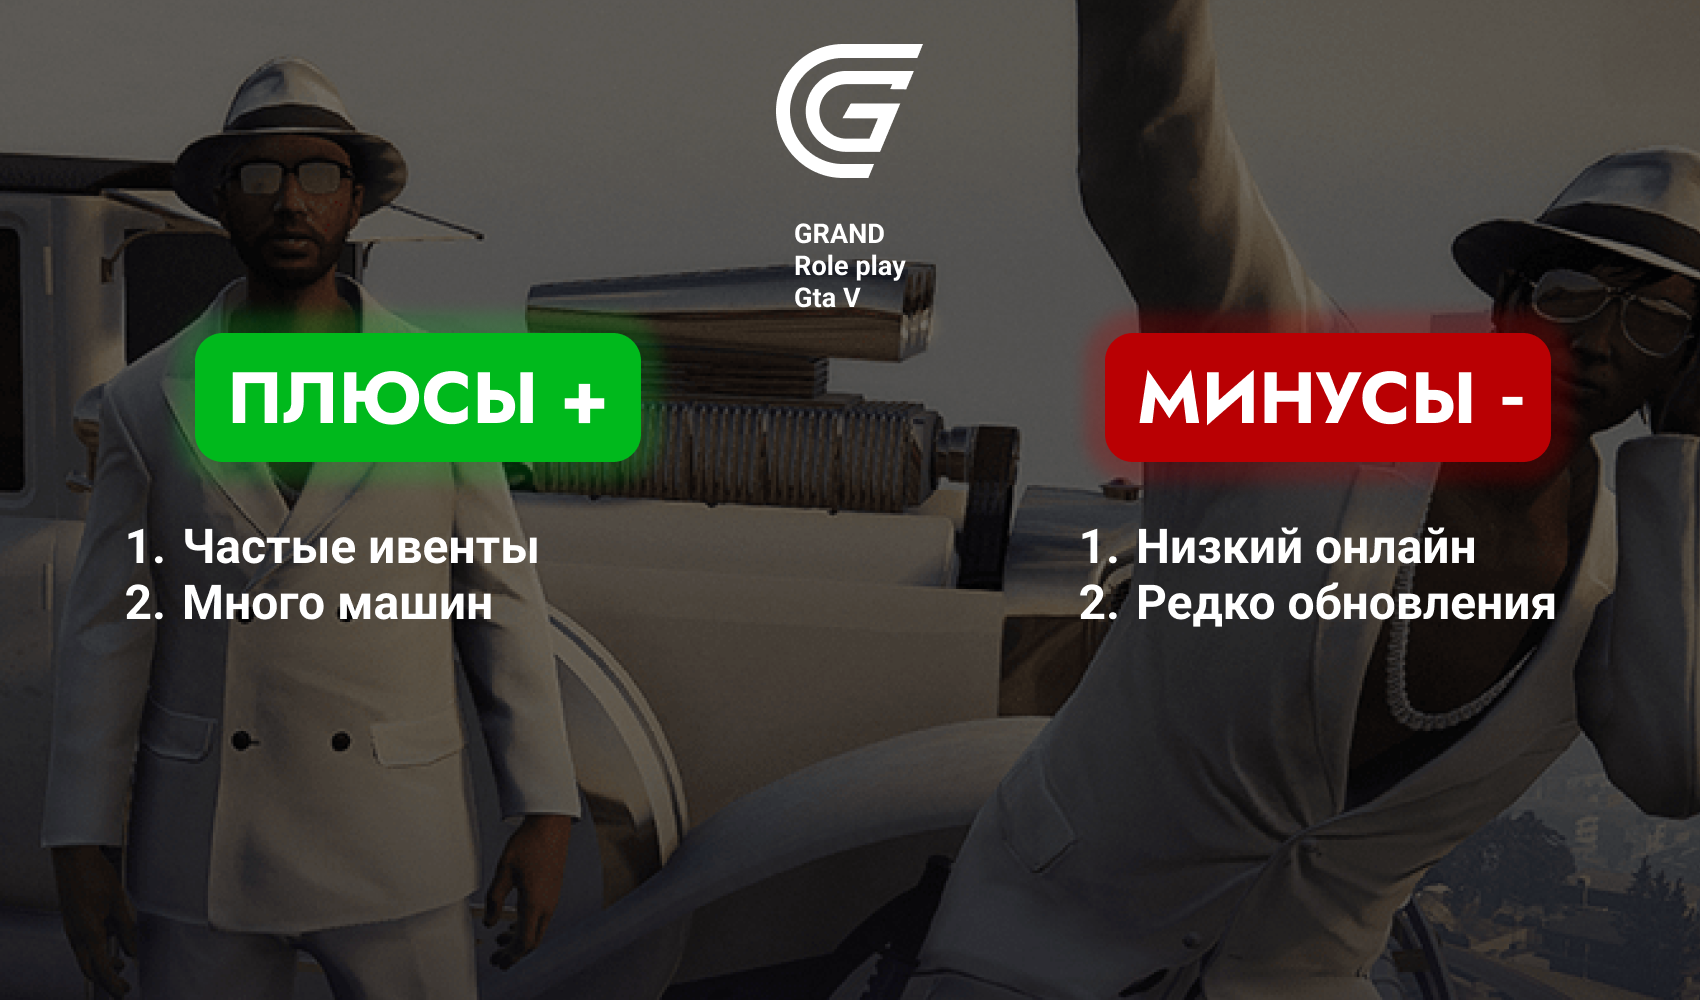 GRAND
Role play
Gta V
ПЛЮСЫ +
1. Частые ивенты
2. Много машин
МИНУСЫ -
1. Низкий онлайн
2. Редко обновления